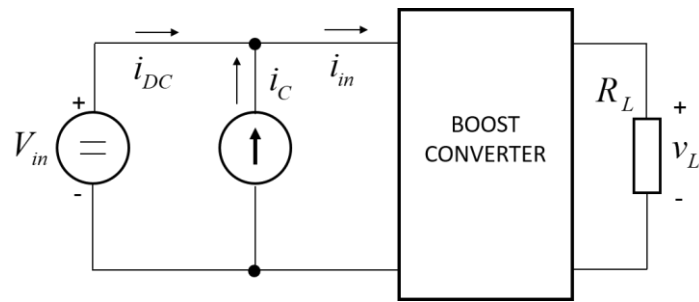 i_DC
i_C
i_in
+
V_in
=
-
BOOST
CONVERTER
R_L
+
v_L
-